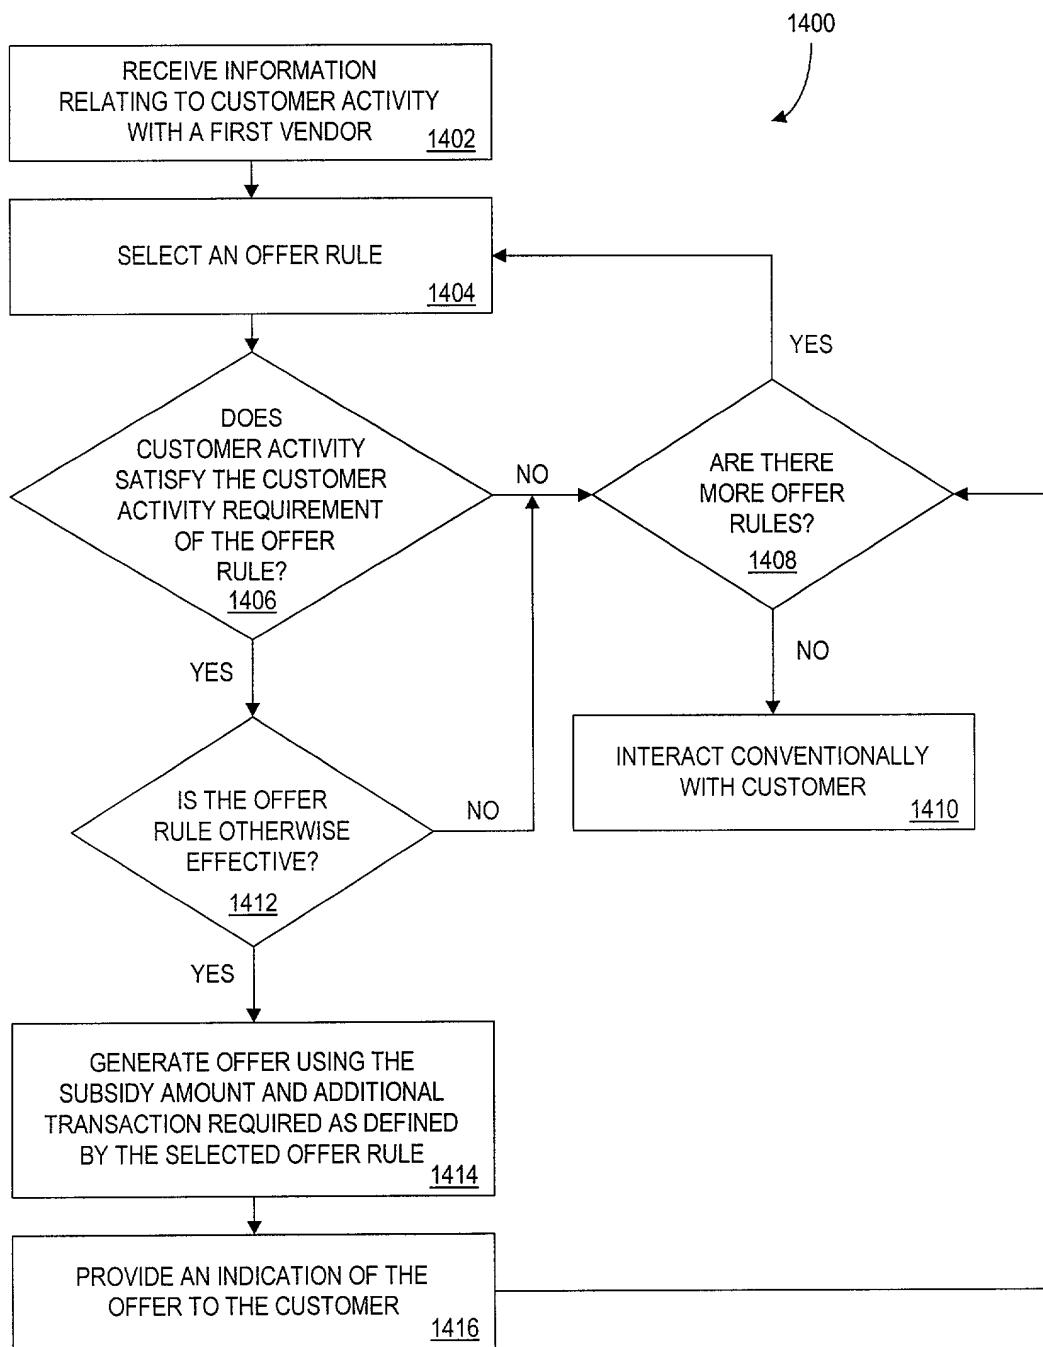 1400
RECEIVE INFORMATION
RELATING TO CUSTOMER ACTIVITY
WITH A FIRST VENDOR
1402
SELECT AN OFFER RULE
1404
DOES
CUSTOMER ACTIVITY
SATISFY THE CUSTOMER
ACTIVITY REQUIREMENT
OF THE OFFER
RULE?
1406
NO
YES
ARE THERE
MORE OFFER
RULES?
1408
YES
NO
INTERACT CONVENTIONALLY
WITH CUSTOMER
1410
IS THE OFFER
RULE OTHERWISE
EFFECTIVE?
1412
NO
YES
GENERATE OFFER USING THE
SUBSIDY AMOUNT AND ADDITIONAL
TRANSACTION REQUIRED AS DEFINED
BY THE SELECTED OFFER RULE
1414
PROVIDE AN INDICATION OF THE
OFFER TO THE CUSTOMER
1416